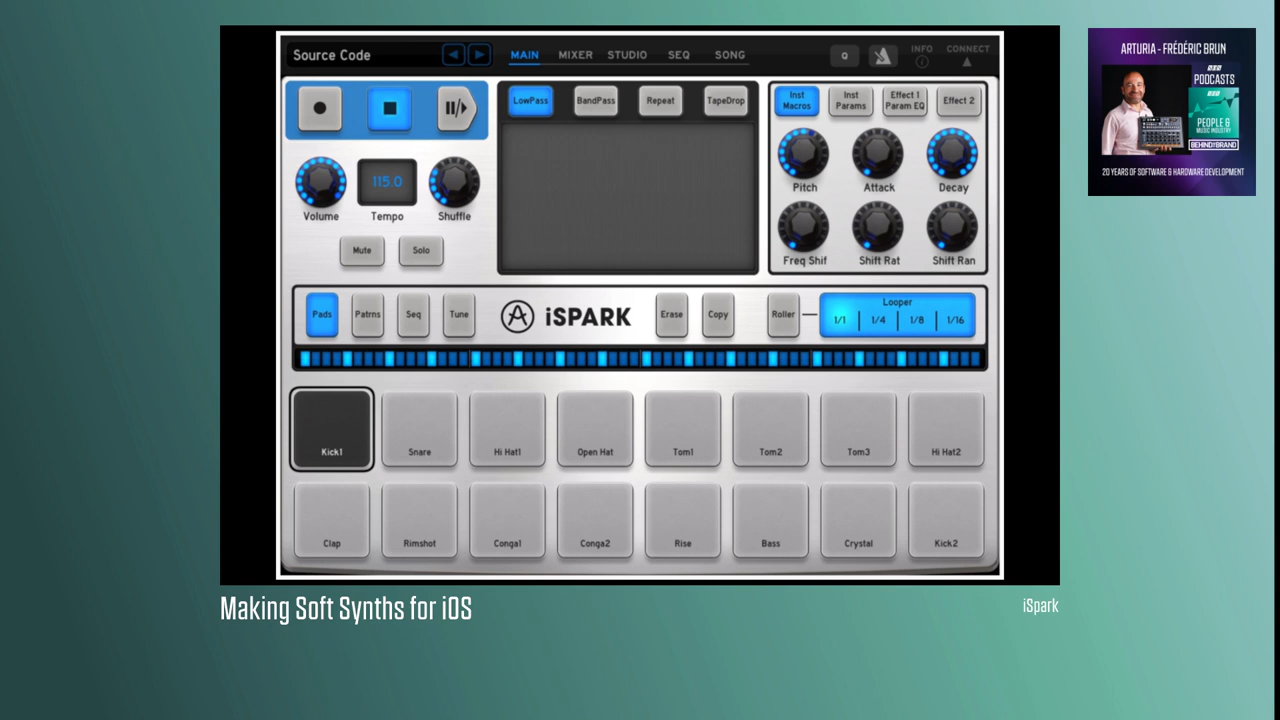 Source Code
MAIN
MIXER
STUDIO
SEQ
SONG
Q
INFO
CONNECT
LowPass
BandPass
Repeat
TapeDrop
Inst
Macros
Inst
Params
Effect 1
Param EQ
Effect 2
115.0
Volume
Tempo
Shuffle
Pitch
Attack
Decay
Mute
Solo
Freq Shif
Shift Rat
Shift Ran
Pads
Patrns
Seq
Tune
iSPARK
Erase
Copy
Roller
Looper
1/1
1/4
1/8
1/16
Kick1
Snare
Hi Hat1
Open Hat
Tom1
Tom2
Tom3
Hi Hat2
Clap
Rimshot
Conga1
Conga2
Rise
Bass
Crystal
Kick2
Making Soft Synths for iOS
iSpark
ARTURIA - FRÉDÉRIC BRUN
PODCASTS
PEOPLE &
MUSIC INDUSTRY
BEHINDTHEBRAND
20 YEARS OF SOFTWARE & HARDWARE DEVELOPMENT